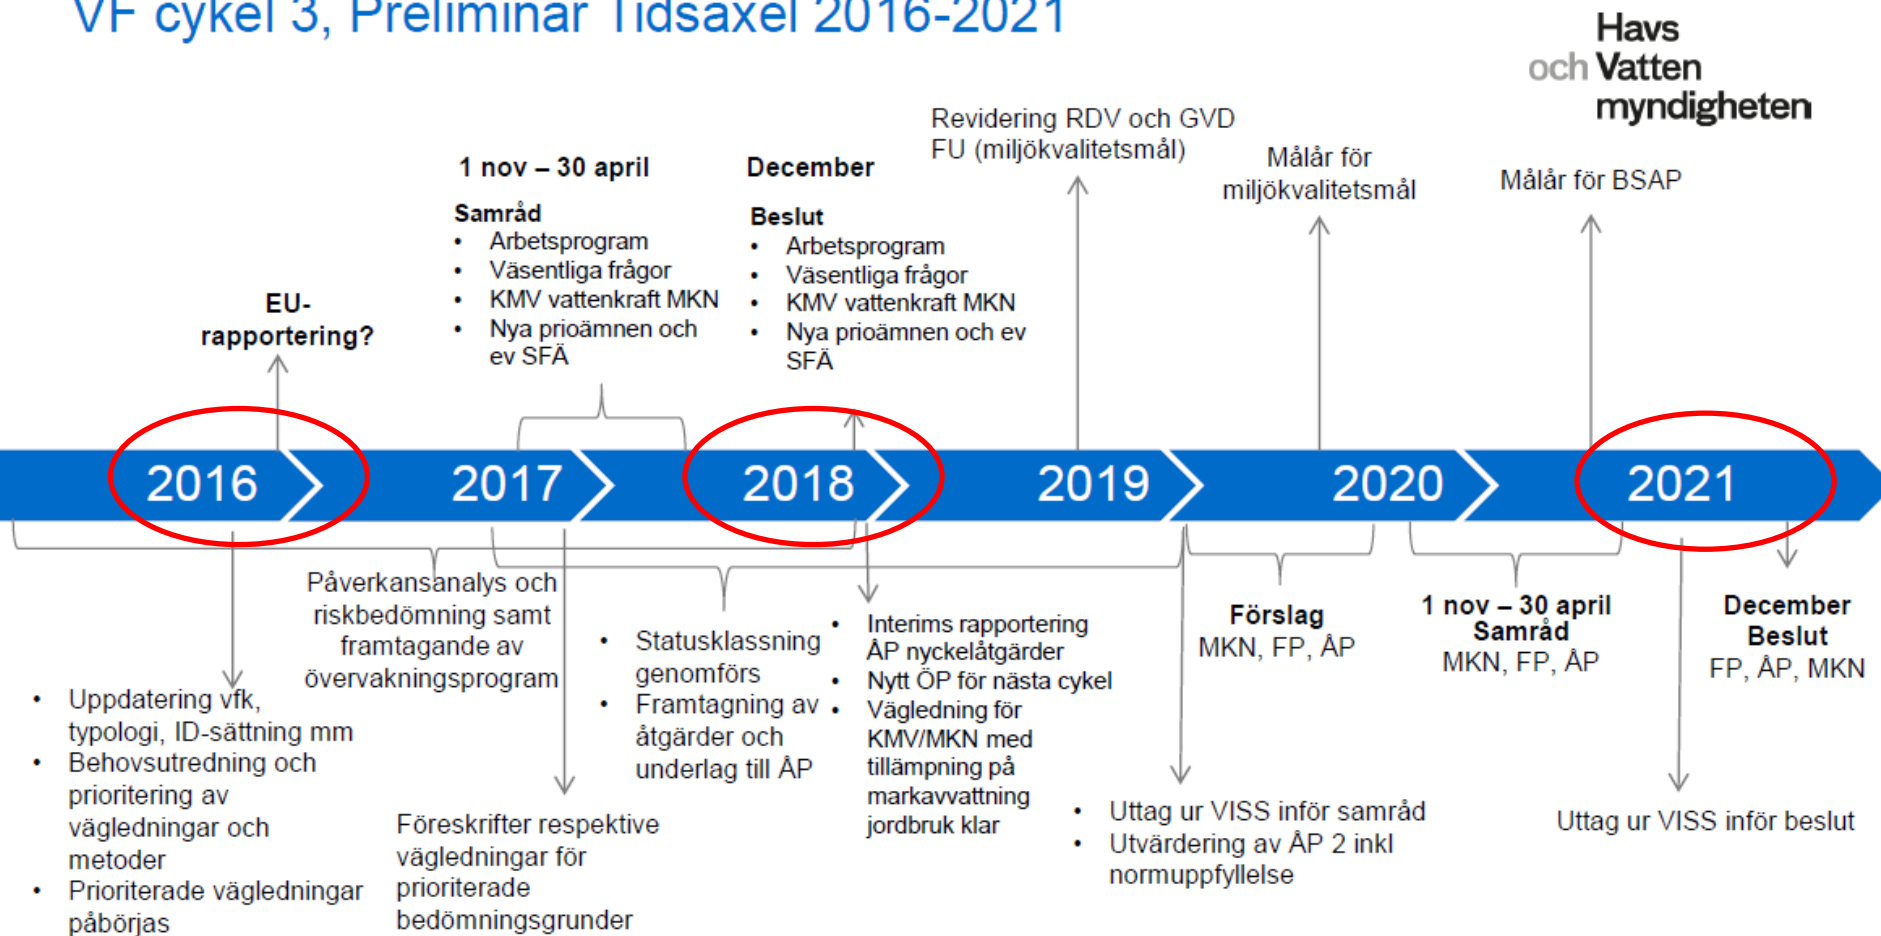 VF cykel 3, Preliminär Tidsaxel 2016-2021
Havs
och Vatten
myndigheten
EU-
rapportering?
1 nov – 30 april
Samråd
• Arbetsprogram
• Väsentliga frågor
• KMV vattenkraft MKN
• Nya prioämnen och
ev SFÄ
December
Beslut
• Arbetsprogram
• Väsentliga frågor
• KMV vattenkraft MKN
• Nya prioämnen och ev
SFÄ
Revidering RDV och GVD
FU (miljökvalitetsmål)
Målår för
miljökvalitetsmål
Målår för BSAP
2016
2017
2018
2019
2020
2021
• Uppdatering vfk,
typologi, ID-sättning mm
• Behovsutredning och
prioritering av
vägledningar och
metoder
• Prioriterade vägledningar
påbörjas
Påverkansanalys och
riskbedömning samt
framtagande av
övervakningsprogram
Föreskrifter respektive
vägledningar för
prioriterade
bedömningsgrunder
• Statusklassning
genomförs
• Framtagning av
åtgärder och
underlag till ÅP
• Interims rapportering
ÅP nyckelåtgärder
• Nytt ÖP för nästa cykel
• Vägledning för
KMV/MKN med
tillämpning på
markavvattning
jordbruk klar
• Uttag ur VISS inför samråd
• Utvärdering av ÅP 2 inkl
normuppfyllelse
Förslag
MKN, FP, ÅP
1 nov – 30 april
Samråd
MKN, FP, ÅP
Uttag ur VISS inför beslut
December
Beslut
FP, ÅP, MKN